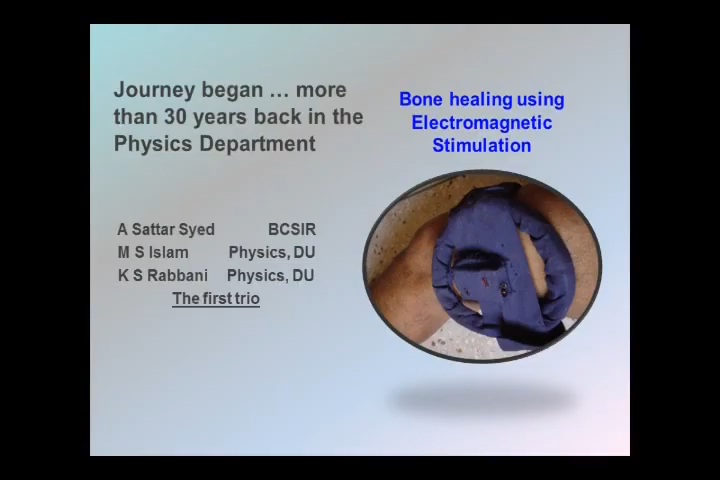 Journey began … more
than 30 years back in the
Physics Department
Bone healing using
Electromagnetic
Stimulation
A Sattar Syed BCSIR
M S Islam Physics, DU
K S Rabbani Physics, DU
The first trio